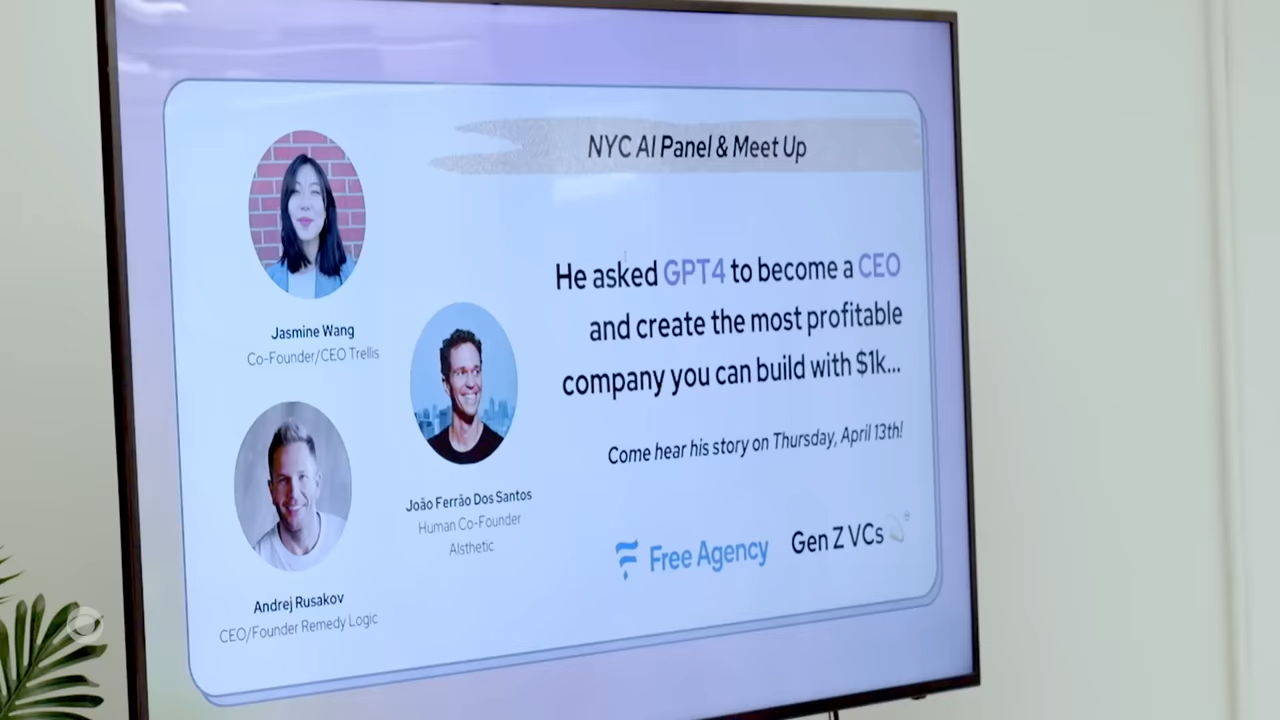 NYC AI Panel & Meet Up
Jasmine Wang
Co-Founder/CEO Trellis
He asked GPT4 to become a CEO
and create the most profitable
company you can build with $1k...
Come hear his story on Thursday, April 13th!
João Ferrão Dos Santos
Human Co-Founder
AIsthetic
Andrej Rusakov
CEO/Founder Remedy Logic
Free Agency
Gen Z VCs